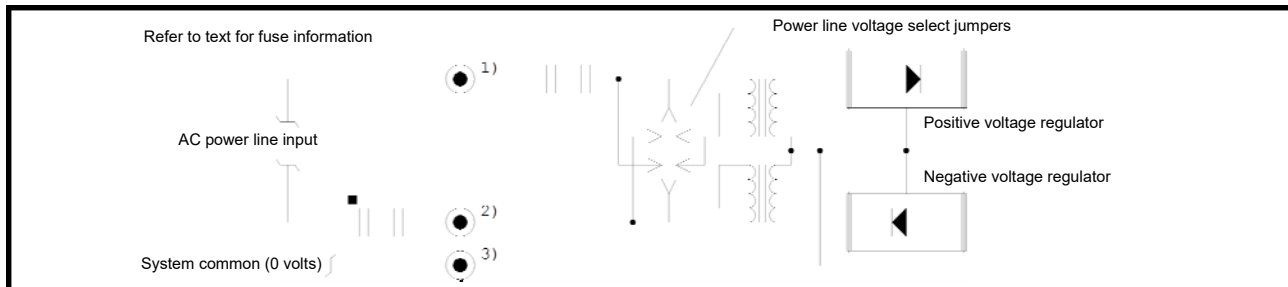 Refer to text for fuse information
Power line voltage select jumpers
1)
Positive voltage regulator
AC power line input
Negative voltage regulator
2)
3)
System common (0 volts)